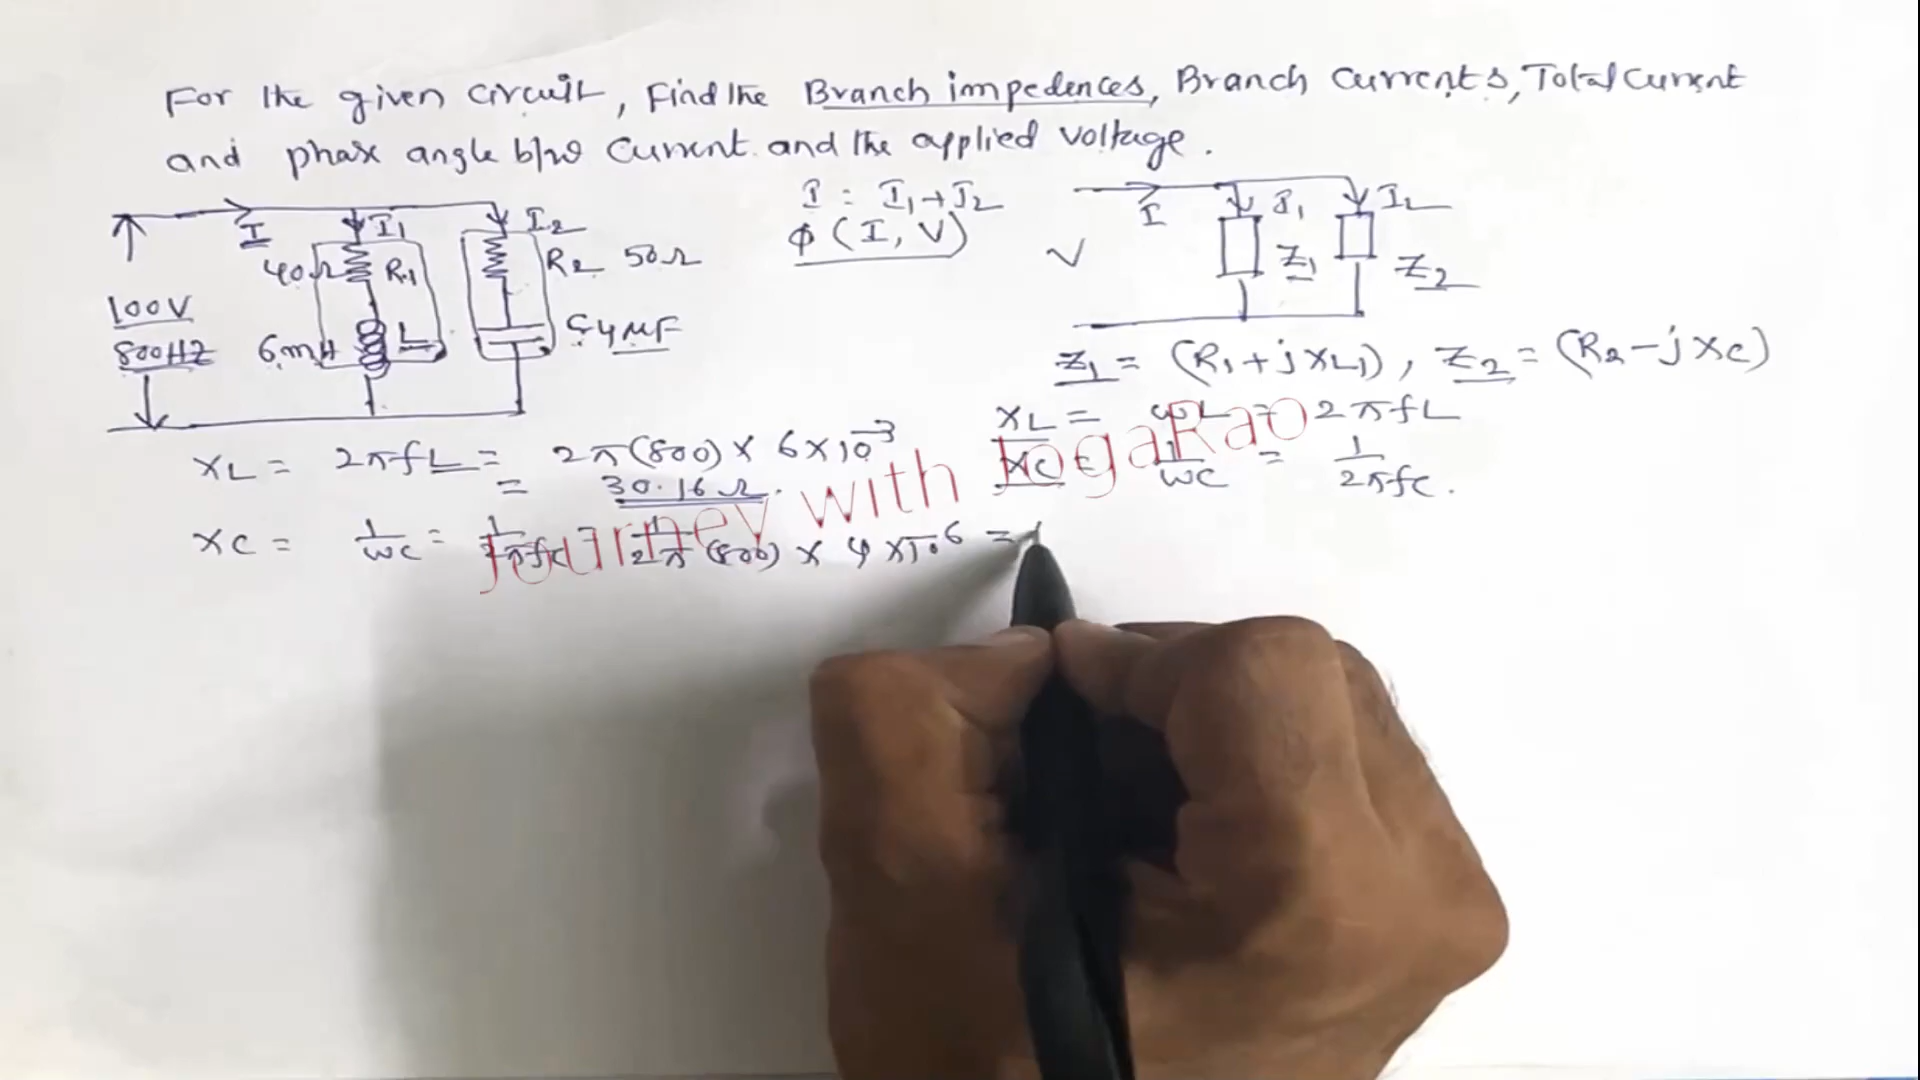 For the given circuit, Find the Branch impedences, Branch currents, Total current
and phase angle b/w current and the applied voltage.
I = I1+I2
φ (I, V)
I
I1
I2
40Ω
R1
R2 50Ω
100V
800HZ
6mH
L
4μF
V
I
I1
I2
Z1
Z2
Z1 = (R1+jXL1), Z2 = (R2-jXC)
XL = ωL = 2πfL
XC = 1/ωC = 1/2πfC.
XL = 2πfL = 2π(800) × 6×10^-3
= 30.16Ω.
XC = 1/ωC = 1/2πfC = 1/2π(800) × 4×10^-6 =
Journey with JogaRao